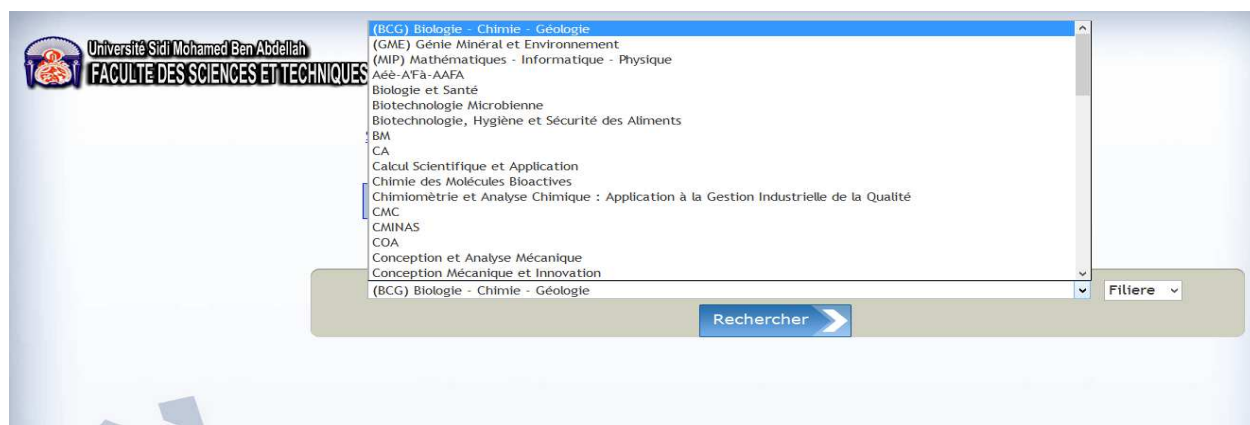 Université Sidi Mohamed Ben Abdellah
FACULTE DES SCIENCES ET TECHNIQUES
(BCG) Biologie - Chimie - Géologie
(GME) Génie Minéral et Environnement
(MIP) Mathématiques - Informatique - Physique
Aéè-A'Fà-AAFA
Biologie et Santé
Biotechnologie Microbienne
Biotechnologie, Hygiène et Sécurité des Aliments
BM
CA
Calcul Scientifique et Application
Chimie des Molécules Bioactives
Chimiomètrie et Analyse Chimique : Application à la Gestion Industrielle de la Qualité
CMC
CMINAS
COA
Conception et Analyse Mécanique
Conception Mécanique et Innovation
(BCG) Biologie - Chimie - Géologie
Filiere
Rechercher